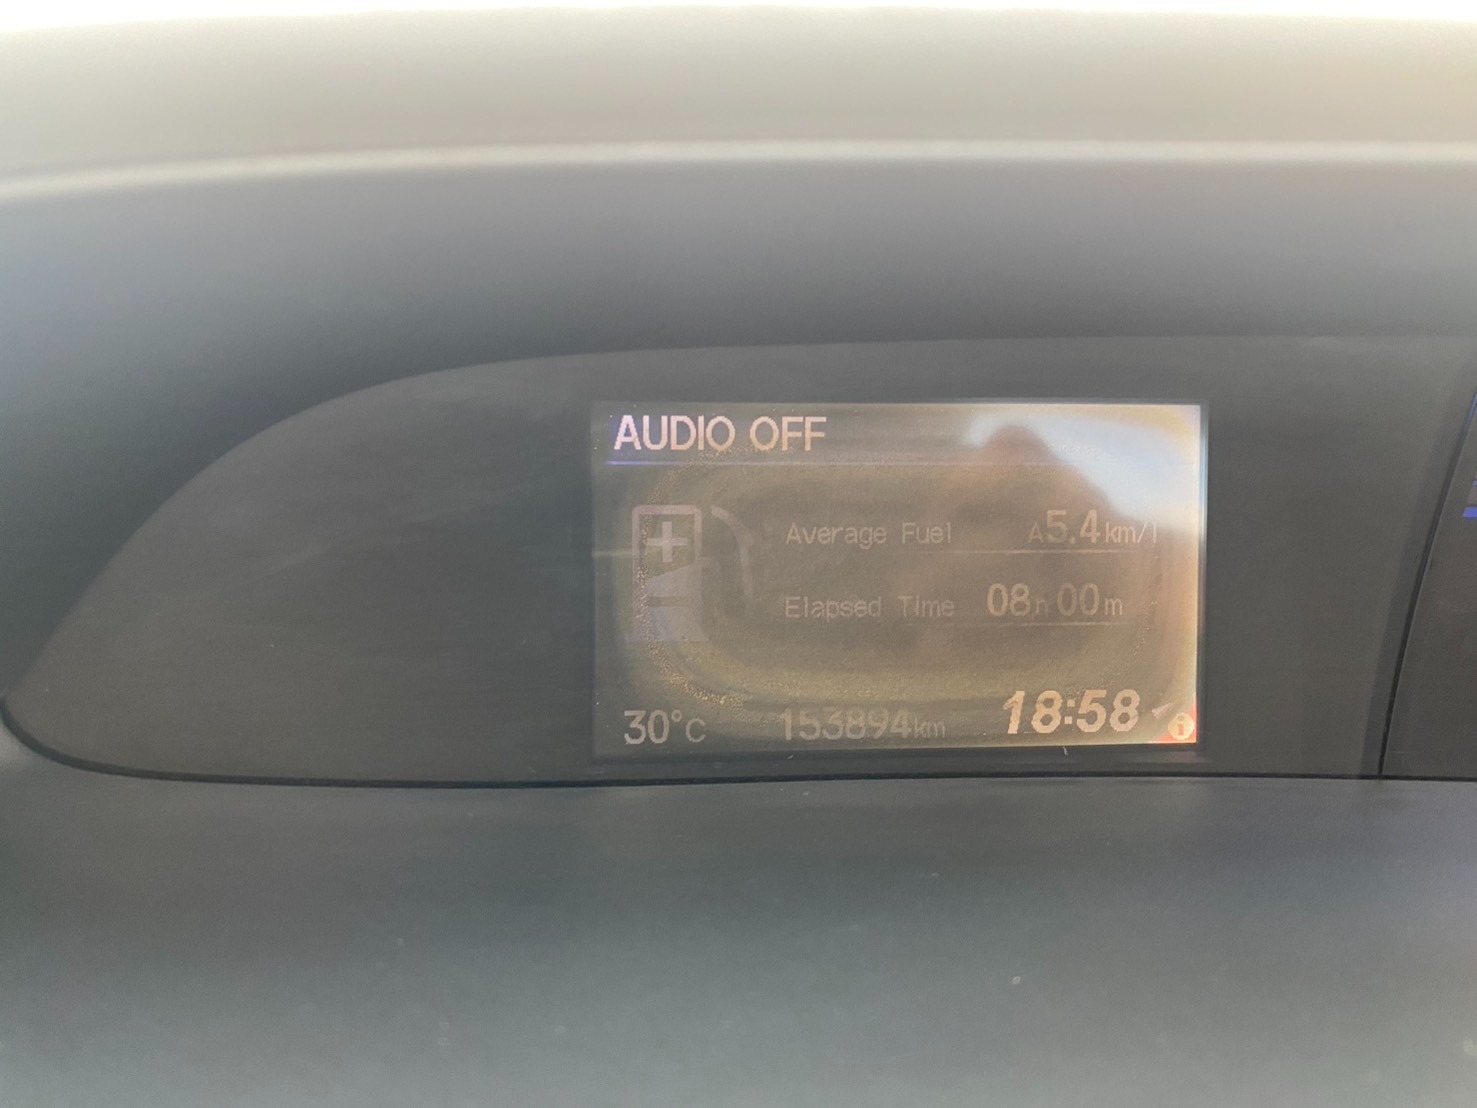 AUDIO OFF
Average Fuel A5.4km/l
Elapsed Time 08h00m
30°C 153894km 18:58